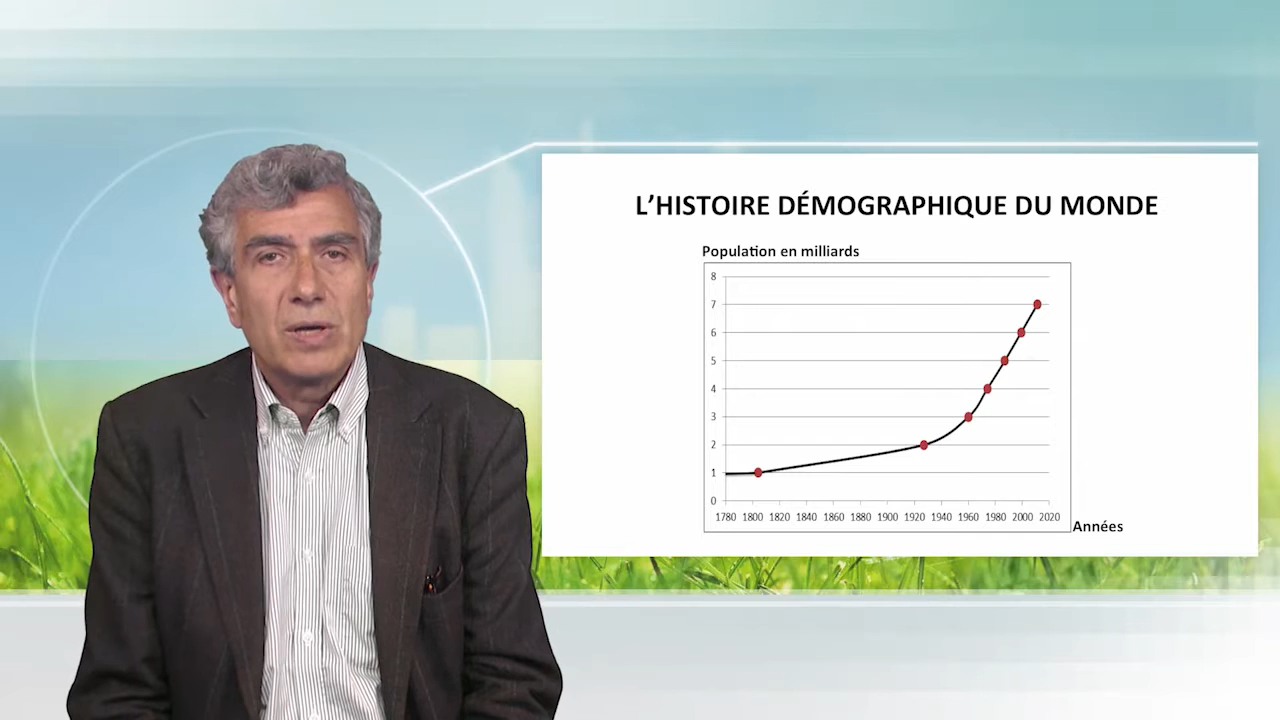 L'HISTOIRE DÉMOGRAPHIQUE DU MONDE
Population en milliards
8
7
6
5
4
3
2
1
0
1780 1800 1820 1840 1860 1880 1900 1920 1940 1960 1980 2000 2020
Années